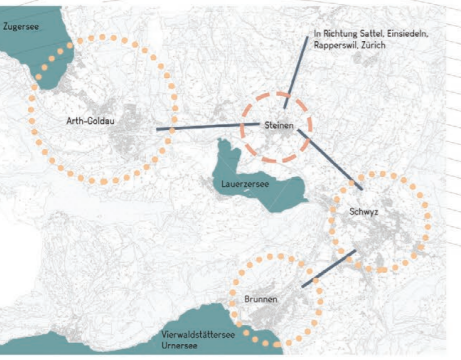 Zugersee
In Richtung Sattel, Einsiedeln,
Rapperswil, Zürich
Arth-Goldau
Steinen
Lauerzersee
Schwyz
Brunnen
Vierwaldstättersee
Urnersee